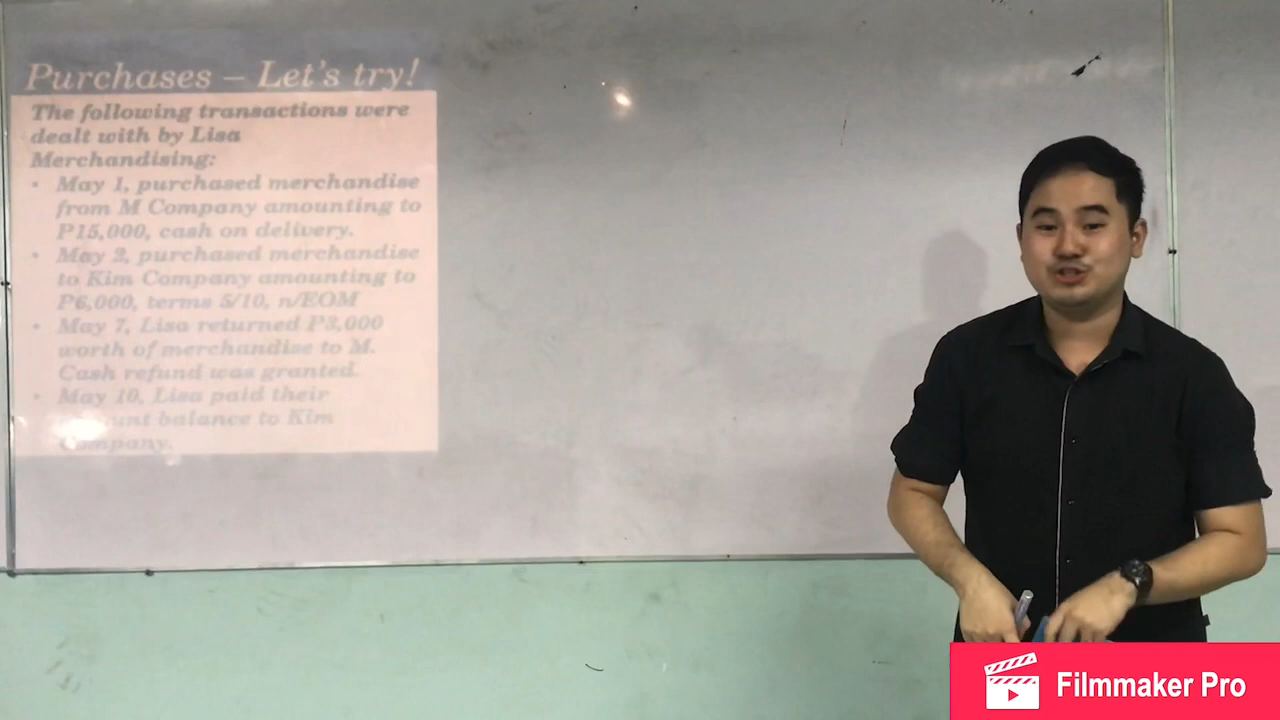 Purchases – Let's try!
The following transactions were
dealt with by Lisa
Merchandising:
• May 1, purchased merchandise
from M Company amounting to
P15,000, cash on delivery.
• May 2, purchased merchandise
to Kim Company amounting to
P6,000, terms 5/10, n/EOM
• May 7, Lisa returned P3,000
worth of merchandise to M.
Cash refund was granted.
• May 10, Lisa paid their
balance to Kim
Company.
Filmmaker Pro